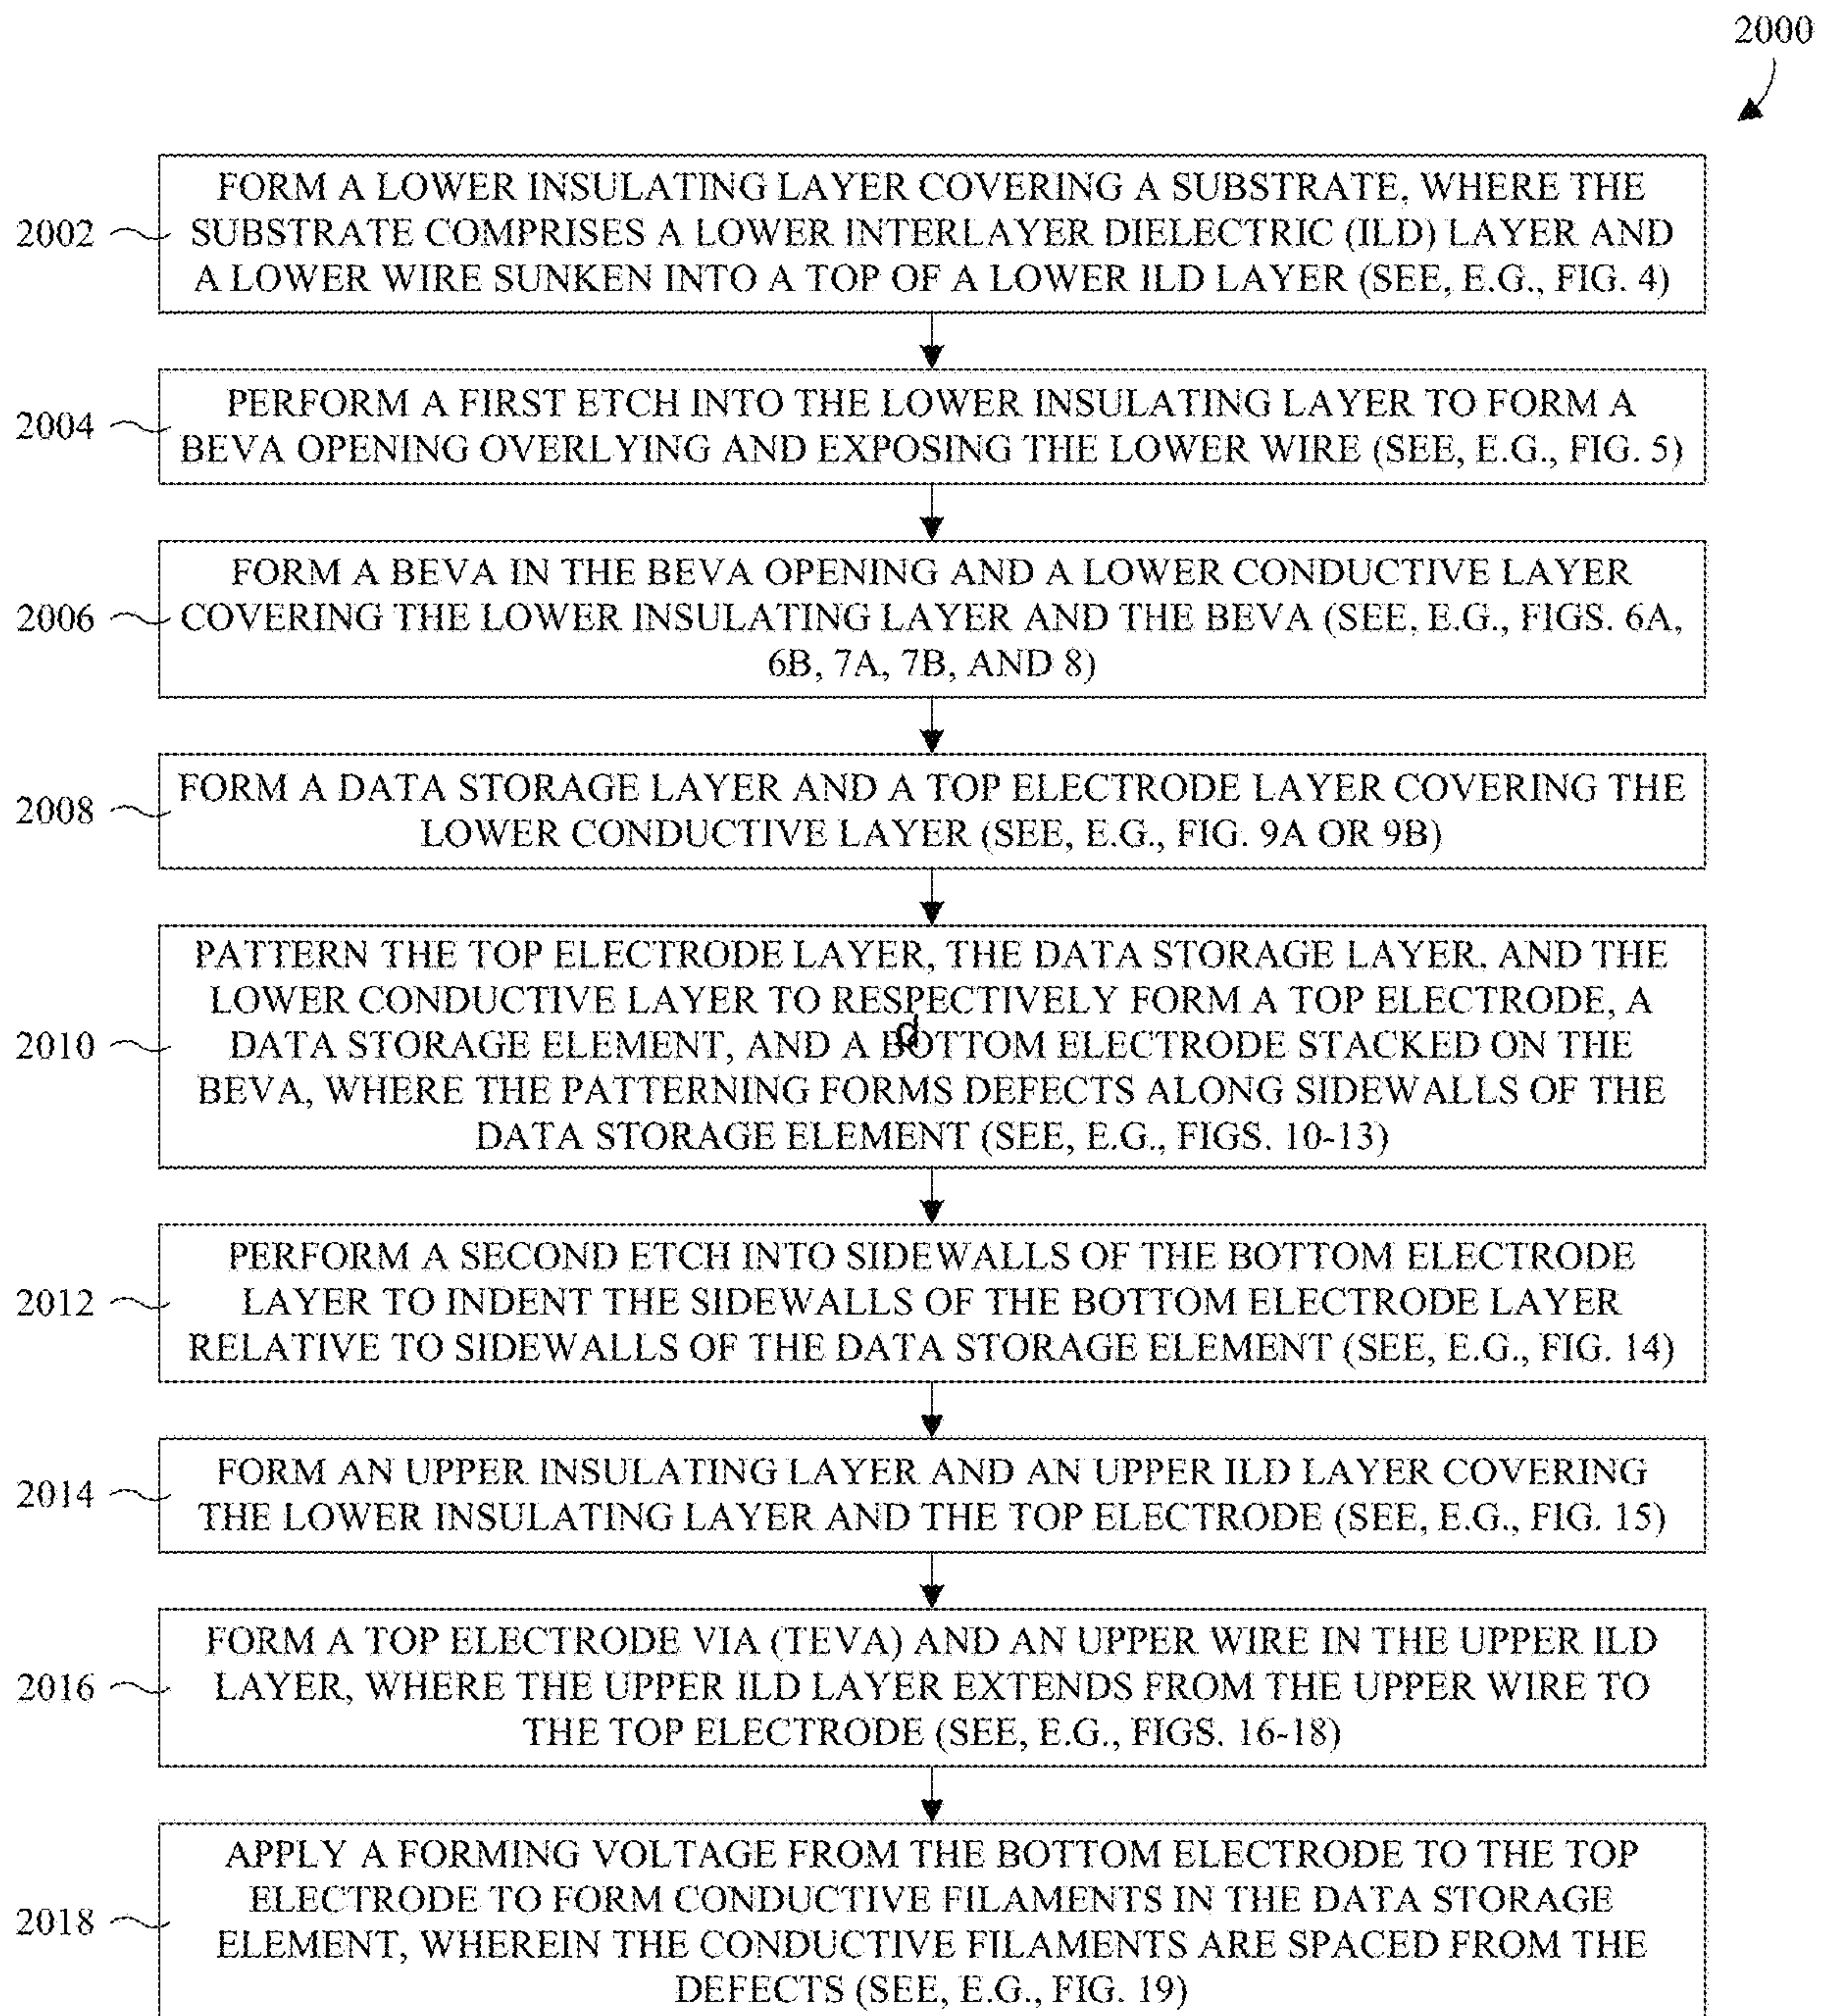 2000
FORM A LOWER INSULATING LAYER COVERING A SUBSTRATE, WHERE THE
2002 SUBSTRATE COMPRISES A LOWER INTERLAYER DIELECTRIC (ILD) LAYER AND
A LOWER WIRE SUNKEN INTO A TOP OF A LOWER ILD LAYER (SEE, E.G., FIG. 4)
2004
PERFORM A FIRST ETCH INTO THE LOWER INSULATING LAYER TO FORM A
BEVA OPENING OVERLYING AND EXPOSING THE LOWER WIRE (SEE, E.G., FIG. 5)
FORM A BEVA IN THE BEVA OPENING AND A LOWER CONDUCTIVE LAYER
2006 COVERING THE LOWER INSULATING LAYER AND THE BEVA (SEE, E.G., FIGS. 6A,
6B, 7A, 7B, AND 8)
2008
FORM A DATA STORAGE LAYER AND A TOP ELECTRODE LAYER COVERING THE
LOWER CONDUCTIVE LAYER (SEE, E.G., FIG. 9A OR 9B)
PATTERN THE TOP ELECTRODE LAYER, THE DATA STORAGE LAYER, AND THE
LOWER CONDUCTIVE LAYER TO RESPECTIVELY FORM A TOP ELECTRODE, A
d
2010 DATA STORAGE ELEMENT, AND A BOTTOM ELECTRODE STACKED ON THE
BEVA, WHERE THE PATTERNING FORMS DEFECTS ALONG SIDEWALLS OF THE
DATA STORAGE ELEMENT (SEE, E.G., FIGS. 10-13)
PERFORM A SECOND ETCH INTO SIDEWALLS OF THE BOTTOM ELECTRODE
2012 LAYER TO INDENT THE SIDEWALLS OF THE BOTTOM ELECTRODE LAYER
RELATIVE TO SIDEWALLS OF THE DATA STORAGE ELEMENT (SEE, E.G., FIG. 14)
2014
FORM AN UPPER INSULATING LAYER AND AN UPPER ILD LAYER COVERING
THE LOWER INSULATING LAYER AND THE TOP ELECTRODE (SEE, E.G., FIG. 15)
FORM A TOP ELECTRODE VIA (TEVA) AND AN UPPER WIRE IN THE UPPER ILD
2016 LAYER, WHERE THE UPPER ILD LAYER EXTENDS FROM THE UPPER WIRE TO
THE TOP ELECTRODE (SEE, E.G., FIGS. 16-18)
APPLY A FORMING VOLTAGE FROM THE BOTTOM ELECTRODE TO THE TOP
2018 ELECTRODE TO FORM CONDUCTIVE FILAMENTS IN THE DATA STORAGE
ELEMENT, WHEREIN THE CONDUCTIVE FILAMENTS ARE SPACED FROM THE
DEFECTS (SEE, E.G., FIG. 19)